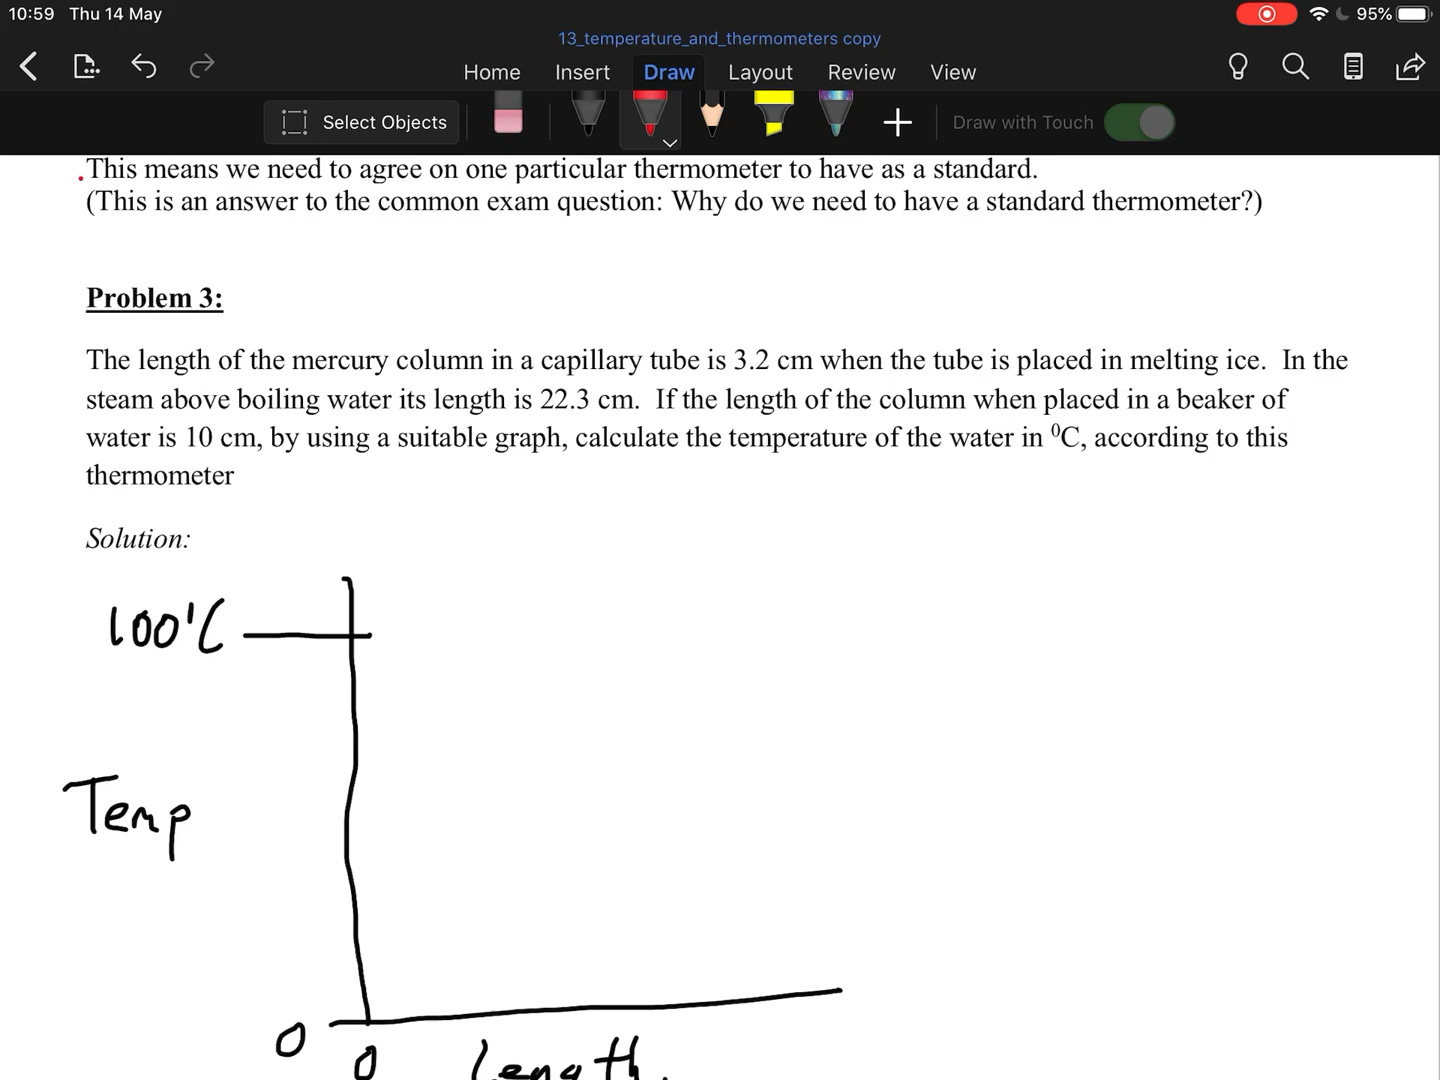 10:59 Thu 14 May 95%
13_temperature_and_thermometers copy
Home Insert Draw Layout Review View
Select Objects Draw with Touch
This means we need to agree on one particular thermometer to have as a standard.
(This is an answer to the common exam question: Why do we need to have a standard thermometer?)
Problem 3:
The length of the mercury column in a capillary tube is 3.2 cm when the tube is placed in melting ice. In the
steam above boiling water its length is 22.3 cm. If the length of the column when placed in a beaker of
water is 10 cm, by using a suitable graph, calculate the temperature of the water in ⁰C, according to this
thermometer
Solution:
100°C
Temp
0
0 Length